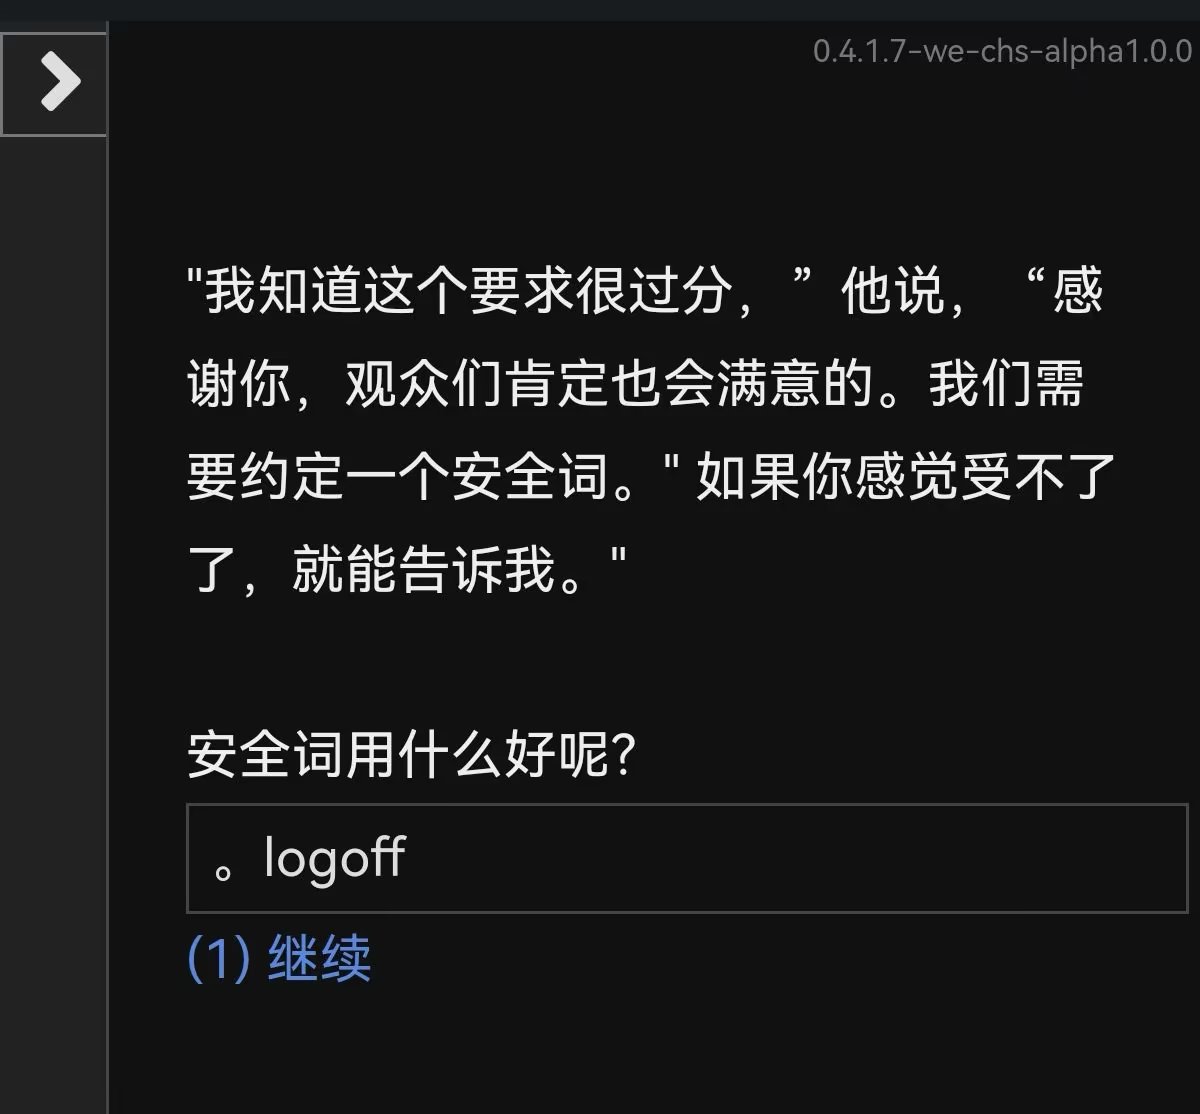 0.4.1.7-we-chs-alpha1.0.0
"我知道这个要求很过分，”他说，“感
谢你，观众们肯定也会满意的。我们需
要约定一个安全词。"如果你感觉受不了
了，就能告诉我。"
安全词用什么好呢?
。logoff
(1) 继续